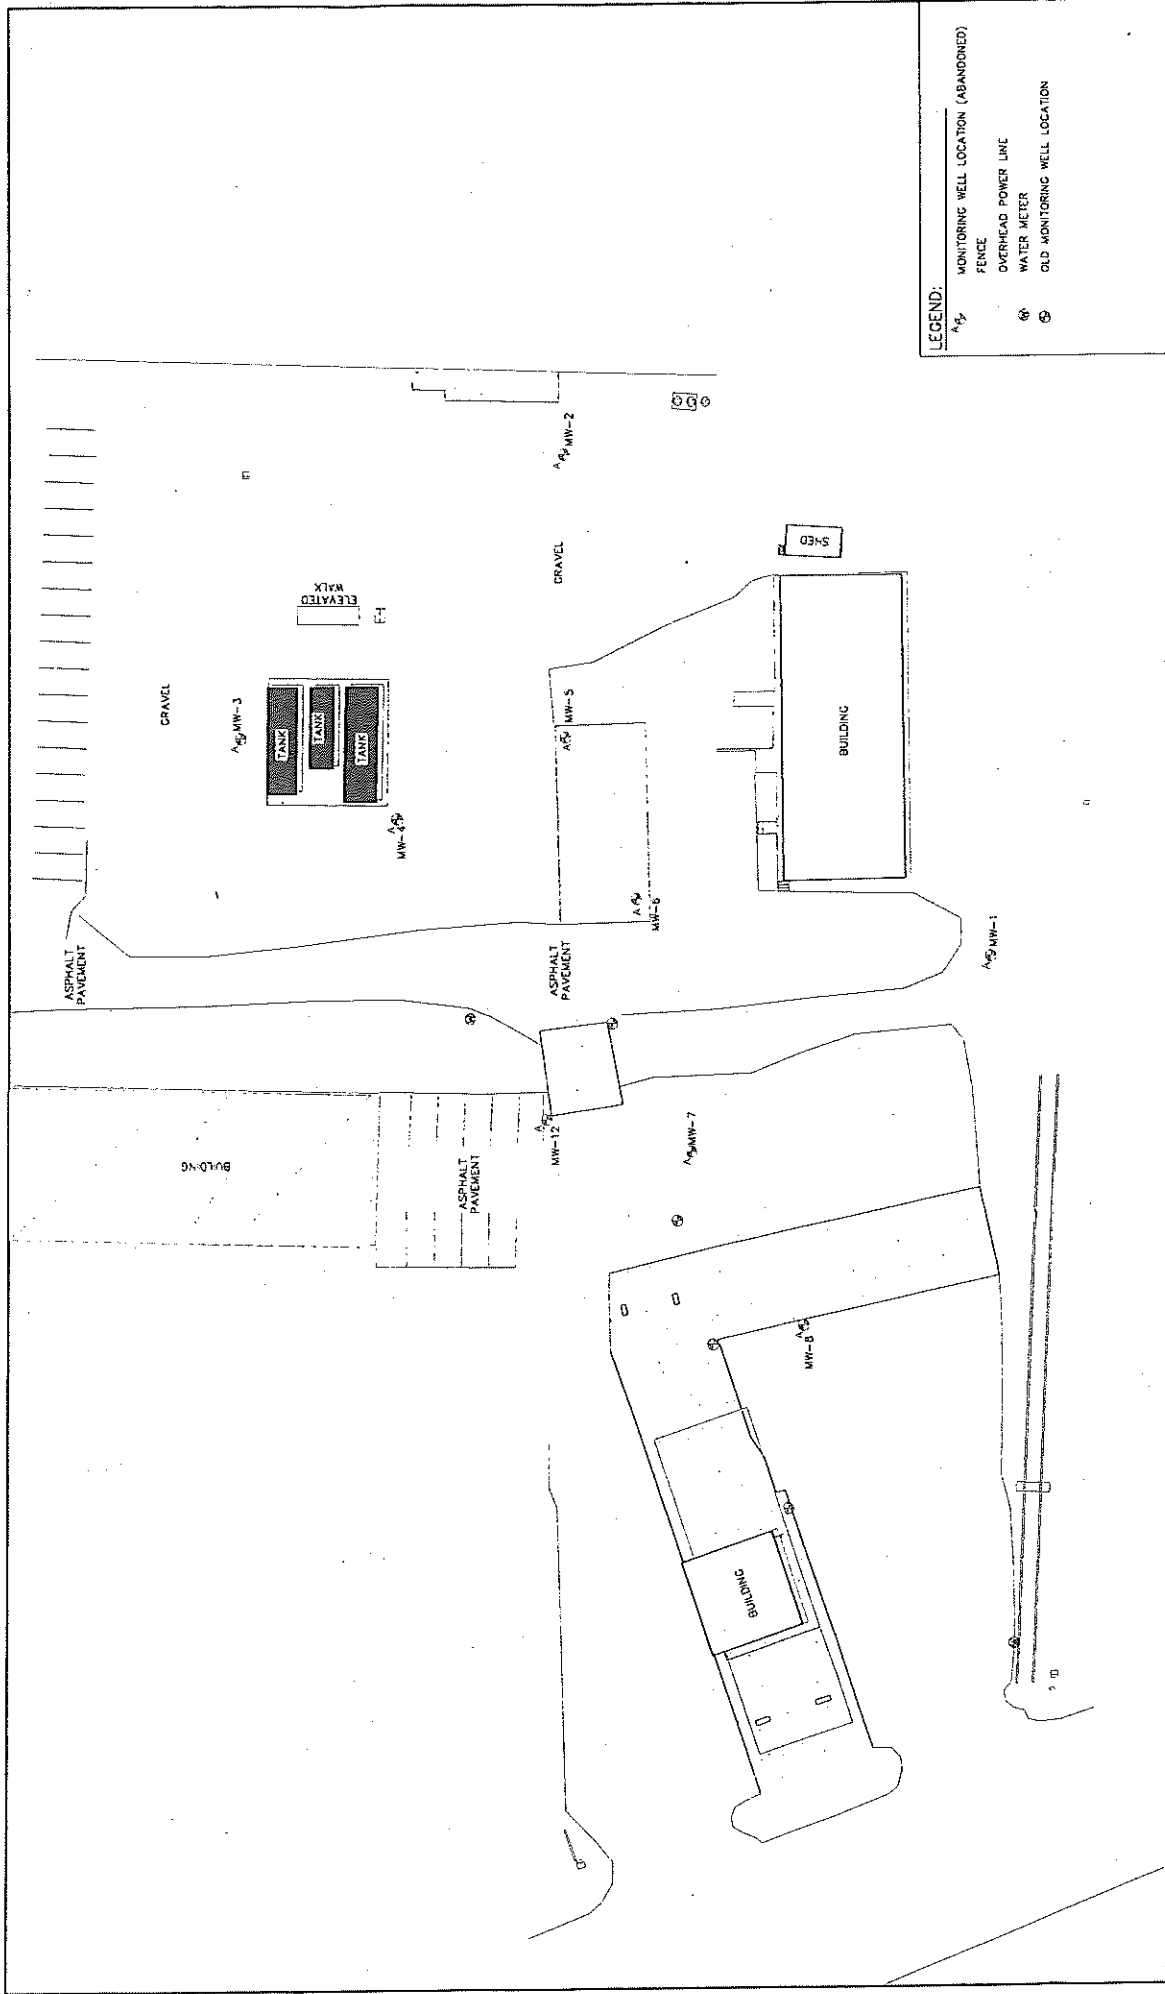 ASPHALT
PAVEMENT
GRAVEL
MW-3
TANK
TANK
TANK
ELEVATED
WALK
MW-4
MW-2
GRAVEL
MW-5
MW-6
ASPHALT
PAVEMENT
SHED
BUILDING
MW-1
BUILDING
ASPHALT
PAVEMENT
MW-12
MW-7
MW-8
BUILDING
LEGEND:
MONITORING WELL LOCATION (ABANDONED)
FENCE
OVERHEAD POWER LINE
WATER METER
OLD MONITORING WELL LOCATION